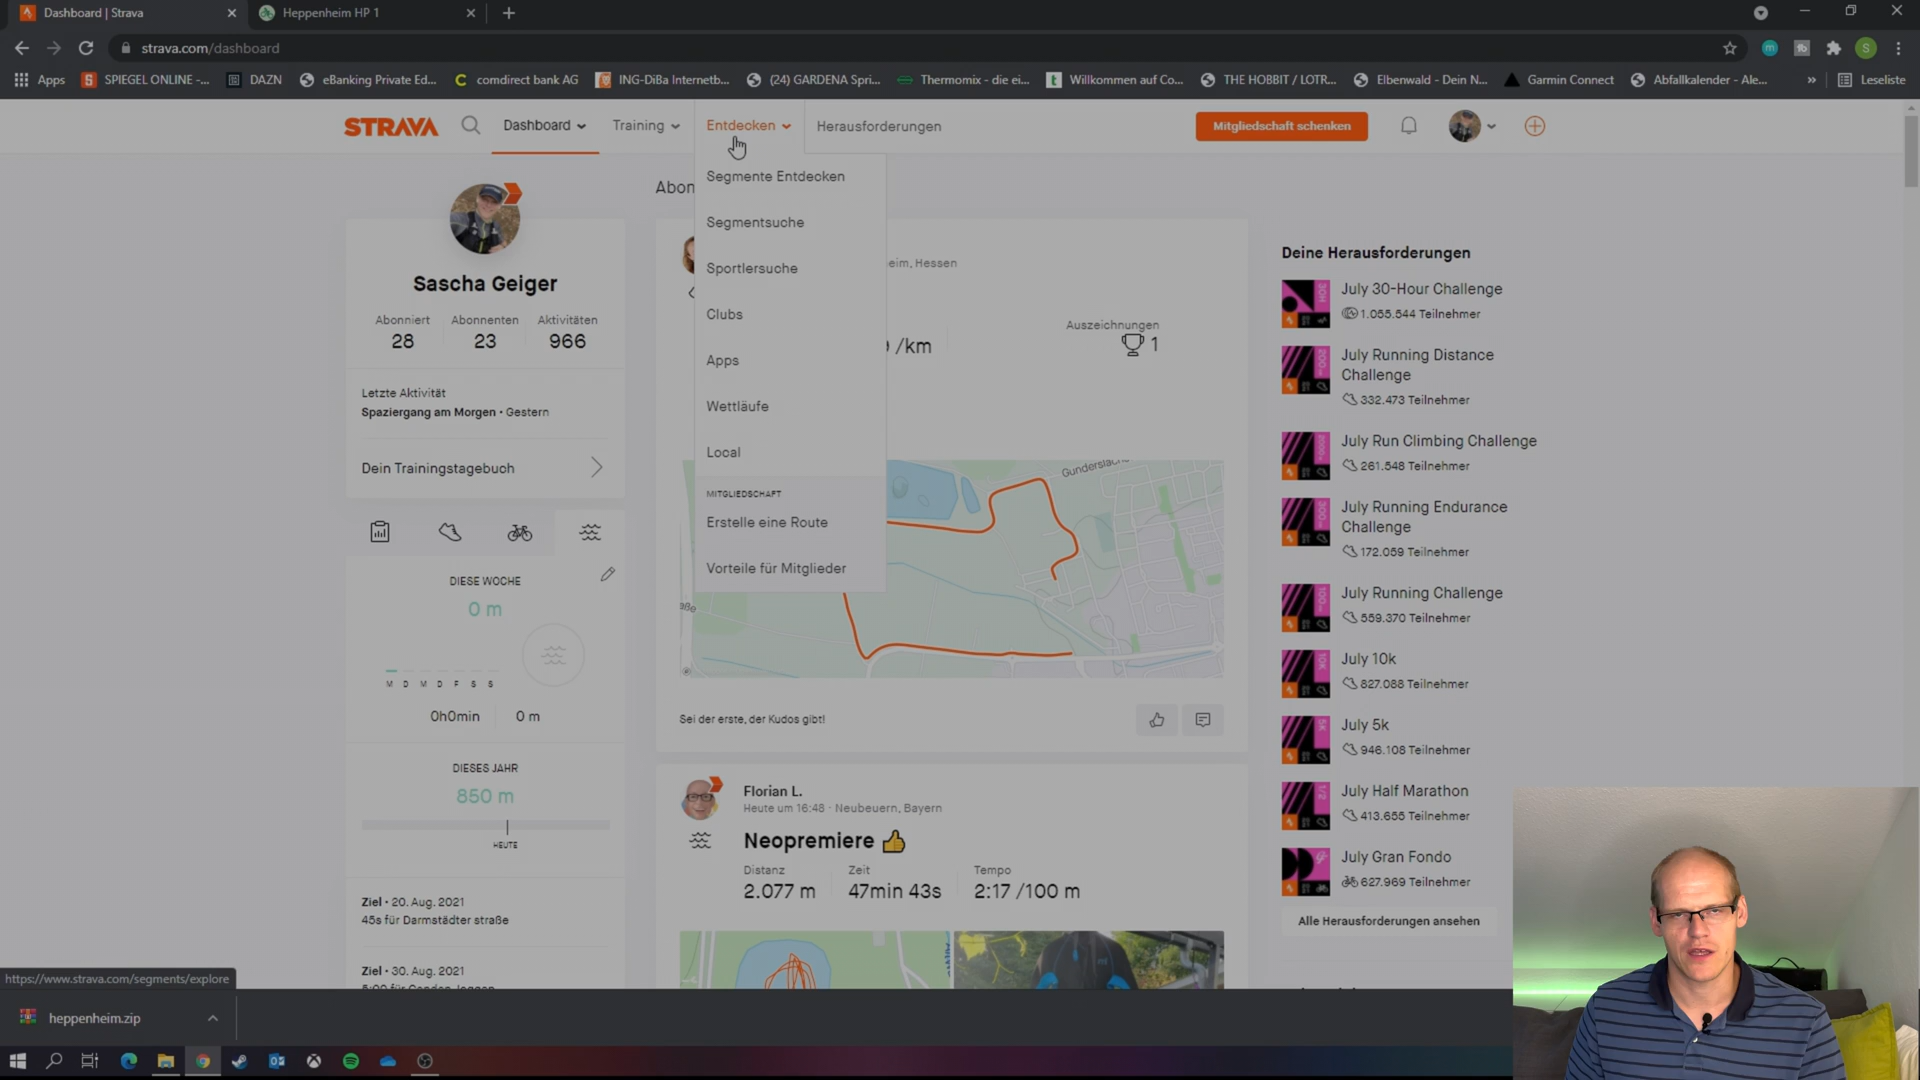 Dashboard | Strava
Heppenheim HP 1
strava.com/dashboard
Apps
SPIEGEL ONLINE -...
DAZN
eBanking Private Ed...
comdirect bank AG
ING-DiBa Internetb...
(24) GARDENA Spri...
Thermomix - die ei...
Willkommen auf Co...
THE HOBBIT / LOTR...
Elbenwald - Dein N...
Garmin Connect
Abfallkalender - Ale...
»
Leseliste
STRAVA
Dashboard
Training
Entdecken
Herausforderungen
Mitgliedschaft schenken
Segmente Entdecken
Segmentsuche
Sportlersuche
Clubs
Apps
Wettläufe
Local
MITGLIEDSCHAFT
Erstelle eine Route
Vorteile für Mitglieder
Sascha Geiger
Abonniert
Abonnenten
Aktivitäten
28
23
966
Letzte Aktivität
Spaziergang am Morgen • Gestern
Dein Trainingstagebuch
DIESE WOCHE
0 m
M D M D F S S
0h0min
0 m
DIESES JAHR
850 m
HEUTE
Ziel • 20. Aug. 2021
45s für Darmstädter straße
Ziel • 30. Aug. 2021
Abon
eim, Hessen
/km
Auszeichnungen
1
Sei der erste, der Kudos gibt!
Florian L.
Heute um 16:48 · Neubeuern, Bayern
Neopremiere 👍
Distanz
Zeit
Tempo
2.077 m
47min 43s
2:17 /100 m
Deine Herausforderungen
July 30-Hour Challenge
1.055.544 Teilnehmer
July Running Distance
Challenge
332.473 Teilnehmer
July Run Climbing Challenge
261.548 Teilnehmer
July Running Endurance
Challenge
172.059 Teilnehmer
July Running Challenge
559.370 Teilnehmer
July 10k
827.088 Teilnehmer
July 5k
946.108 Teilnehmer
July Half Marathon
413.655 Teilnehmer
July Gran Fondo
627.969 Teilnehmer
Alle Herausforderungen ansehen
https://www.strava.com/segments/explore
heppenheim.zip